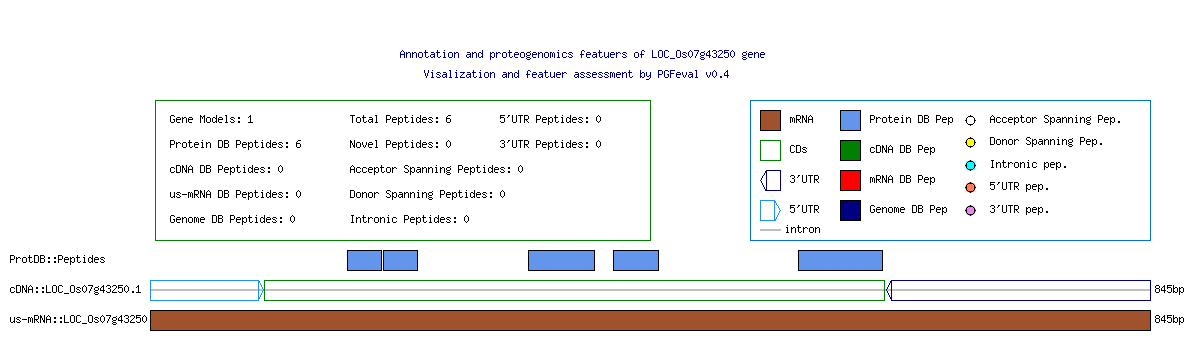 Annotation and proteogenomics featuers of LOC_Os07g43250 gene
Visalization and featuer assessment by PGFeval v0.4
Gene Models: 1 Total Peptides: 6 5'UTR Peptides: 0
Protein DB Peptides: 6 Novel Peptides: 0 3'UTR Peptides: 0
cDNA DB Peptides: 0 Acceptor Spanning Peptides: 0
us-mRNA DB Peptides: 0 Donor Spanning Peptides: 0
Genome DB Peptides: 0 Intronic Peptides: 0
mRNA Protein DB Pep Acceptor Spanning Pep.
CDs cDNA DB Pep Donor Spanning Pep.
3'UTR mRNA DB Pep Intronic pep.
5'UTR Genome DB Pep 5'UTR pep.
intron 3'UTR pep.
ProtDB::Peptides
cDNA::LOC_Os07g43250.1 845bp
us-mRNA::LOC_Os07g43250 845bp